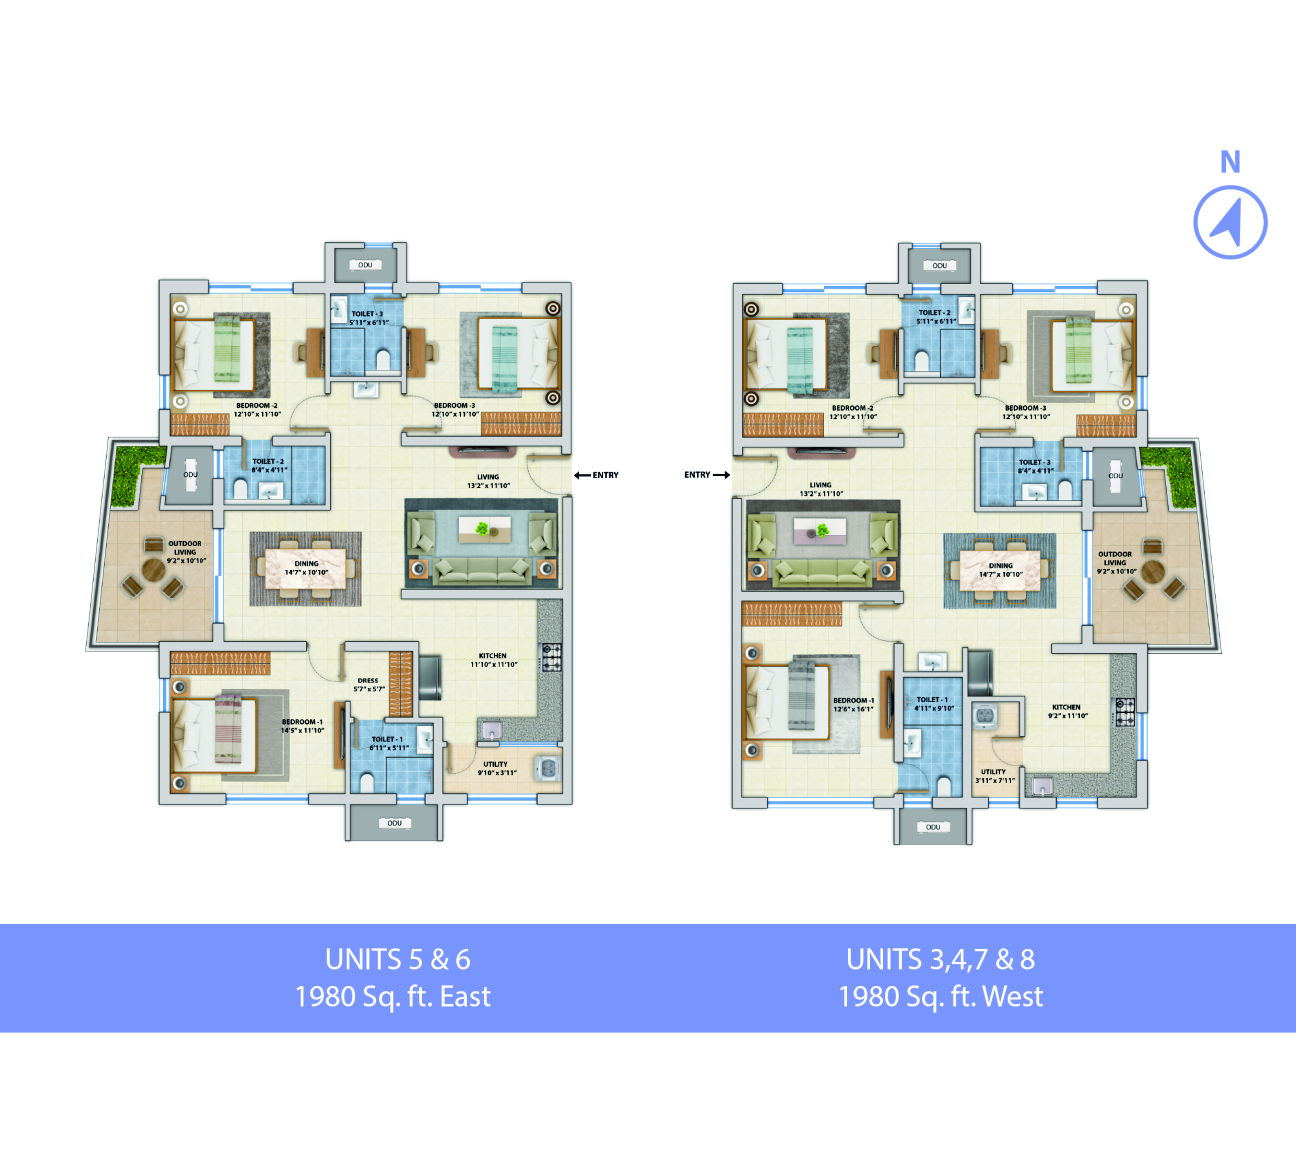 N
ODU
TOILET - 3
5'11" x 6'11"
BEDROOM -2
12'10" x 11'10"
BEDROOM -3
12'10" x 11'10"
TOILET - 2
8'4" x 4'11"
ODU
LIVING
13'2" x 11'10"
ENTRY
OUTDOOR
LIVING
9'2" x 10'10"
DINING
14'7" x 10'10"
KITCHEN
11'10" x 11'10"
DRESS
5'7" x 5'7"
BEDROOM -1
14'5" x 11'10"
TOILET - 1
6'11" x 5'11"
UTILITY
9'10" x 3'11"
ODU
ODU
TOILET - 2
5'11" x 6'11"
BEDROOM -2
12'10" x 11'10"
BEDROOM -3
12'10" x 11'10"
ENTRY
LIVING
13'2" x 11'10"
TOILET - 3
8'4" x 4'11"
ODU
OUTDOOR
LIVING
9'2" x 10'10"
DINING
14'7" x 10'10"
BEDROOM -1
12'6" x 16'1"
TOILET - 1
4'11" x 9'10"
KITCHEN
9'2" x 11'10"
UTILITY
3'11" x 7'11"
ODU
UNITS 5 & 6
1980 Sq. ft. East
UNITS 3,4,7 & 8
1980 Sq. ft. West